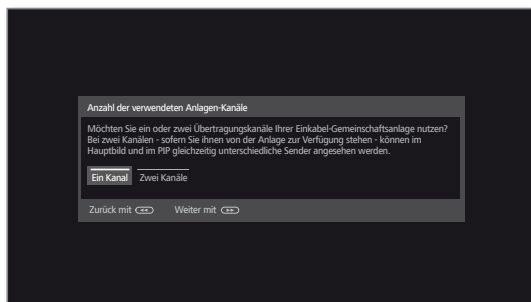 Anzahl der verwendeten Anlagen-Kanäle
Möchten Sie ein oder zwei Übertragungskanäle Ihrer Einkabel-Gemeinschaftsanlage nutzen?
Bei zwei Kanälen - sofern Sie ihnen von der Anlage zur Verfügung stehen - können im
Hauptbild und im PIP gleichzeitig unterschiedliche Sender angesehen werden.
Ein Kanal Zwei Kanäle
Zurück mit Weiter mit